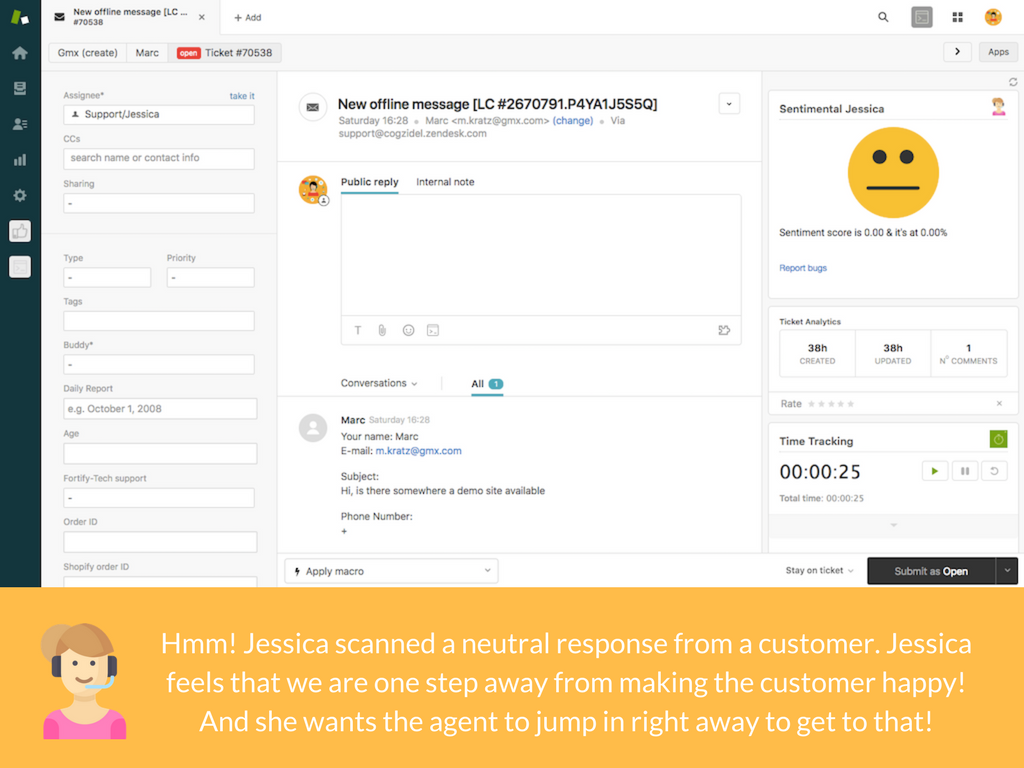 New offline message [LC ...
#70538
+ Add
Gmx (create)
Marc
open Ticket #70538
Apps
Assignee*
take it
Support/Jessica
CCs
search name or contact info
Sharing
-
Type
Priority
-
-
Tags
Buddy*
-
Daily Report
e.g. October 1, 2008
Age
Fortify-Tech support
-
Order ID
Shopify order ID
New offline message [LC #2670791.P4YA1J5S5Q]
Saturday 16:28 • Marc <m.kratz@gmx.com> (change) • Via
support@cogzidel.zendesk.com
Public reply
Internal note
T
Conversations
All 1
Marc Saturday 16:28
Your name: Marc
E-mail: m.kratz@gmx.com
Subject:
Hi, is there somewhere a demo site available
Phone Number:
+
Apply macro
Stay on ticket
Submit as Open
Sentimental Jessica
Sentiment score is 0.00 & it's at 0.00%
Report bugs
Ticket Analytics
38h
38h
1
CREATED
UPDATED
N° COMMENTS
Rate
Time Tracking
00:00:25
Total time: 00:00:25
Hmm! Jessica scanned a neutral response from a customer. Jessica
feels that we are one step away from making the customer happy!
And she wants the agent to jump in right away to get to that!